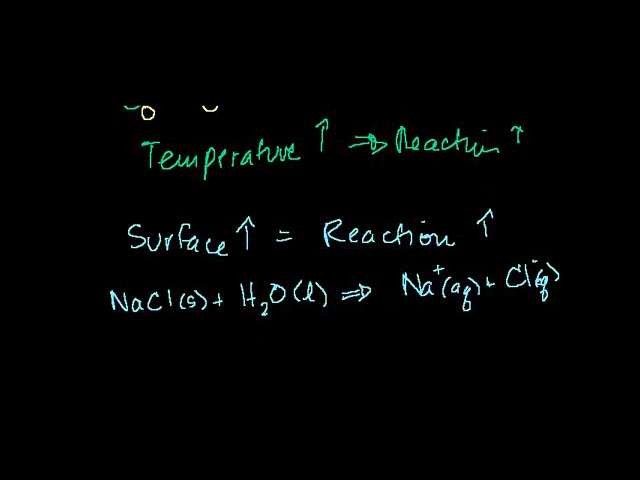 Temperature ↑ ⇒ Reaction ↑
Surface ↑ = Reaction ↑
NaCl(s) + H₂O(l) ⇒ Na⁺(aq) + Cl⁻(aq)